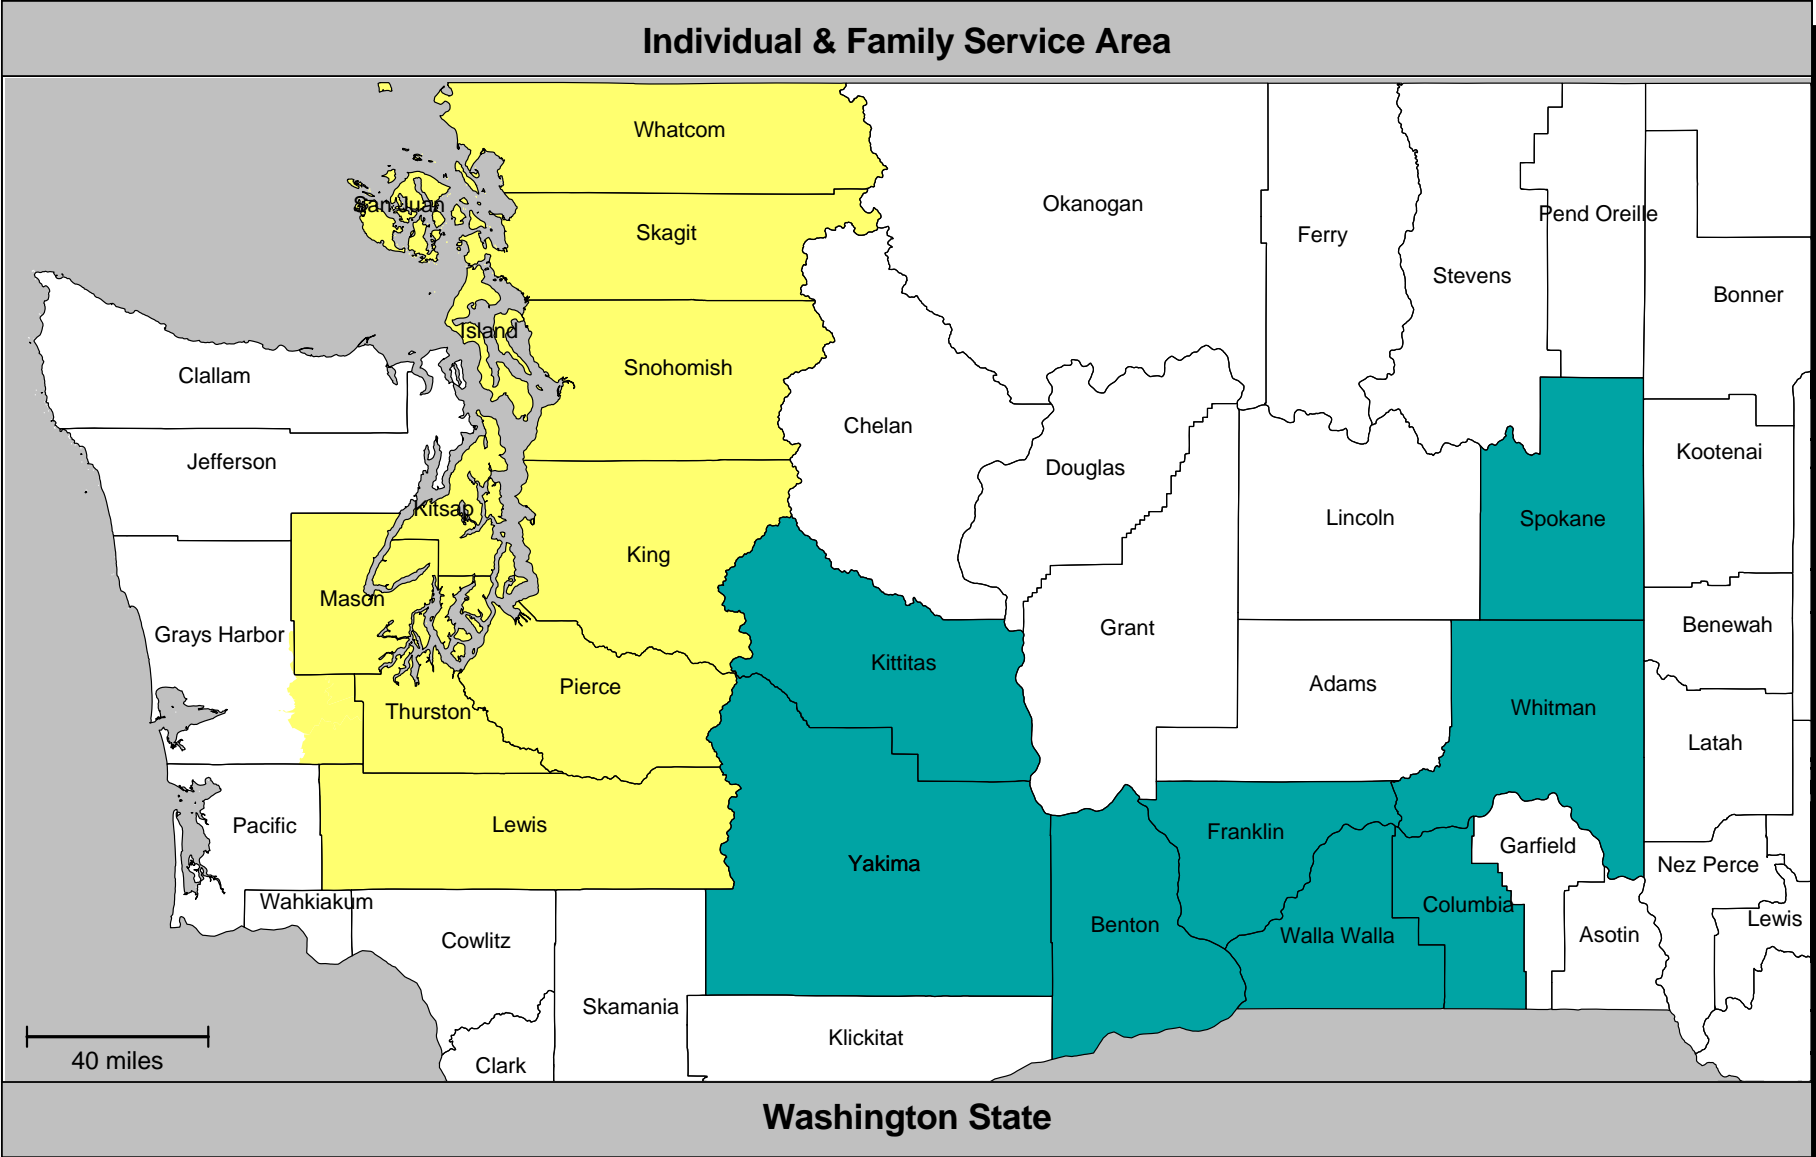 Individual & Family Service Area
Whatcom
San Juan
Skagit
Okanogan
Ferry
Pend Oreille
Stevens
Bonner
Island
Clallam
Snohomish
Chelan
Jefferson
Douglas
Kootenai
Kitsap
King
Lincoln
Spokane
Mason
Grays Harbor
Grant
Benewah
Kittitas
Pierce
Thurston
Adams
Whitman
Latah
Pacific
Lewis
Yakima
Franklin
Garfield
Nez Perce
Wahkiakum
Cowlitz
Benton
Walla Walla
Columbia
Asotin
Lewis
Skamania
Klickitat
40 miles
Clark
Washington State